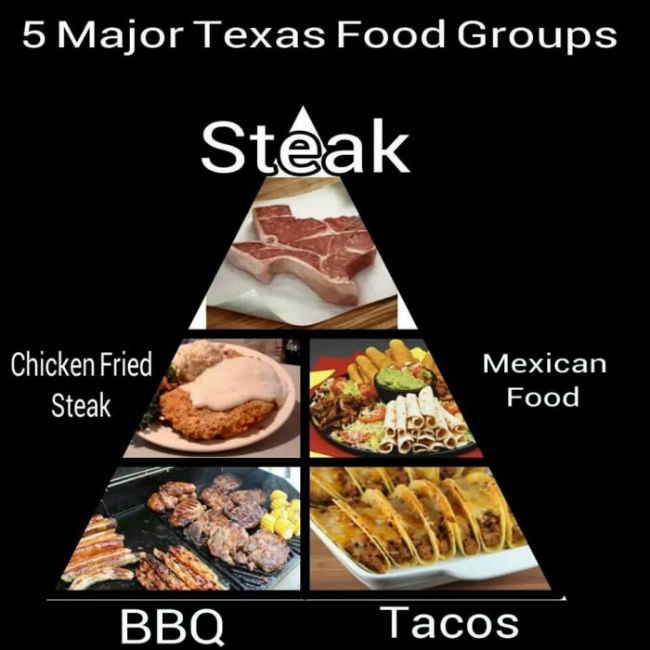 5 Major Texas Food Groups
Steak
Chicken Fried
Steak
Mexican
Food
BBQ
Tacos